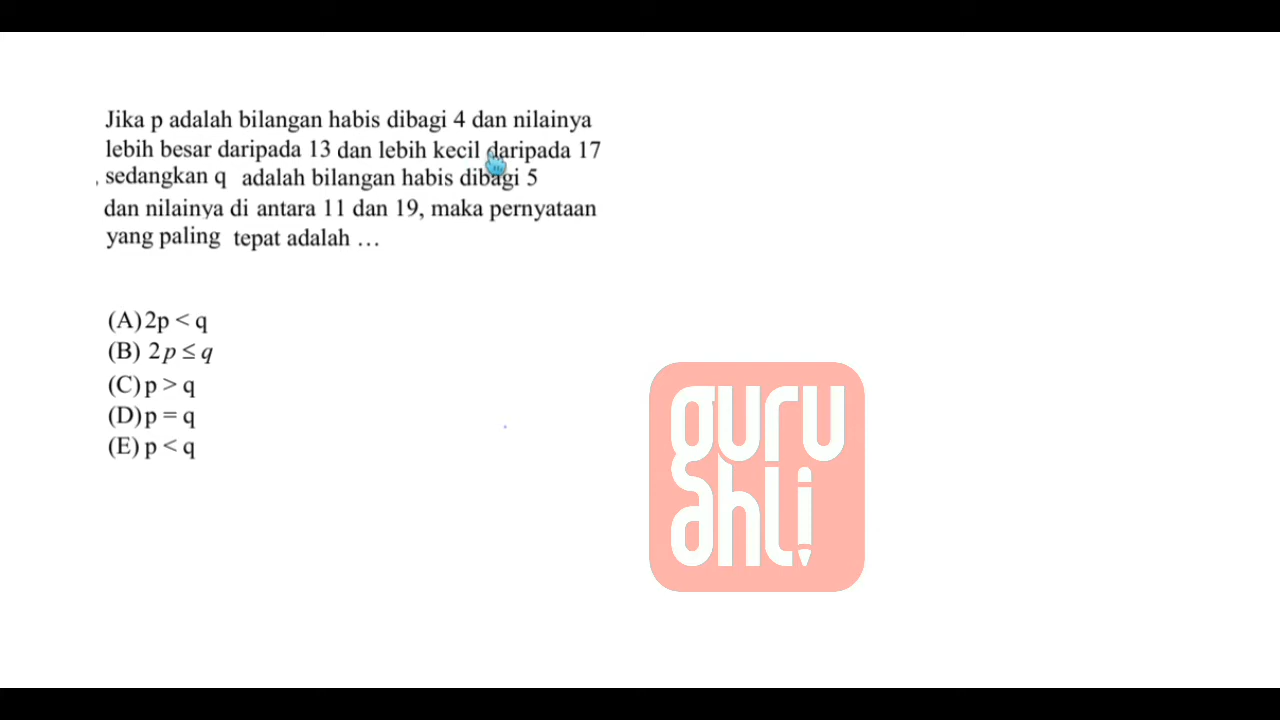 Jika p adalah bilangan habis dibagi 4 dan nilainya
lebih besar daripada 13 dan lebih kecil daripada 17
, sedangkan q adalah bilangan habis dibagi 5
dan nilainya di antara 11 dan 19, maka pernyataan
yang paling tepat adalah …
(A) 2p < q
(B) 2p ≤ q
(C) p > q
(D) p = q
(E) p < q
guru
ahli